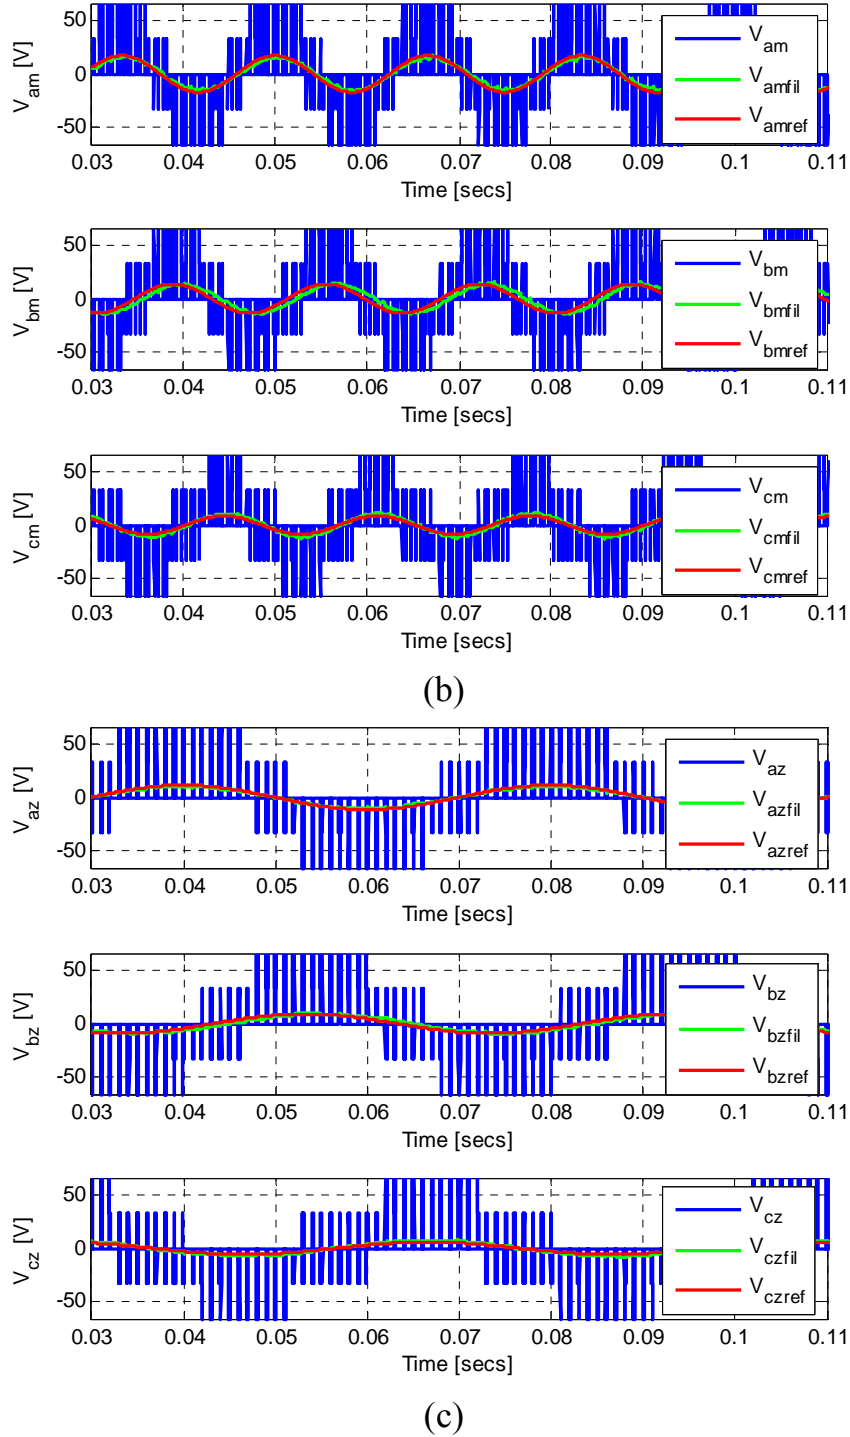 V_am [V]
50
0
-50
V_am
V_amfil
V_amref
0.03 0.04 0.05 0.06 0.07 0.08 0.09 0.1 0.11
Time [secs]
V_bm [V]
50
0
-50
V_bm
V_bmfil
V_bmref
0.03 0.04 0.05 0.06 0.07 0.08 0.09 0.1 0.11
Time [secs]
V_cm [V]
50
0
-50
V_cm
V_cmfil
V_cmref
0.03 0.04 0.05 0.06 0.07 0.08 0.09 0.1 0.11
Time [secs]
(b)
V_az [V]
50
0
-50
V_az
V_azfil
V_azref
0.03 0.04 0.05 0.06 0.07 0.08 0.09 0.1 0.11
Time [secs]
V_bz [V]
50
0
-50
V_bz
V_bzfil
V_bzref
0.03 0.04 0.05 0.06 0.07 0.08 0.09 0.1 0.11
Time [secs]
V_cz [V]
50
0
-50
V_cz
V_czfil
V_czref
0.03 0.04 0.05 0.06 0.07 0.08 0.09 0.1 0.11
Time [secs]
(c)